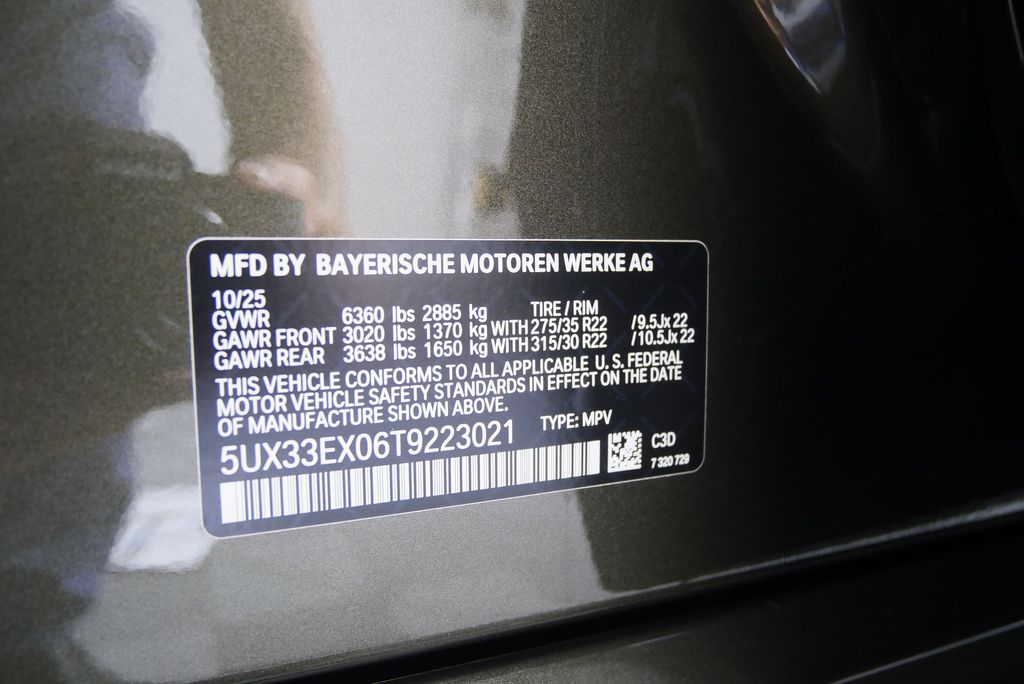 MFD BY BAYERISCHE MOTOREN WERKE AG
10/25
GVWR 6360 lbs 2885 kg TIRE / RIM
GAWR FRONT 3020 lbs 1370 kg WITH 275/35 R22 /9.5Jx 22
GAWR REAR 3638 lbs 1650 kg WITH 315/30 R22 /10.5Jx 22
THIS VEHICLE CONFORMS TO ALL APPLICABLE U. S. FEDERAL
MOTOR VEHICLE SAFETY STANDARDS IN EFFECT ON THE DATE
OF MANUFACTURE SHOWN ABOVE.
TYPE: MPV
5UX33EX06T9223021
C3D
7 320 729